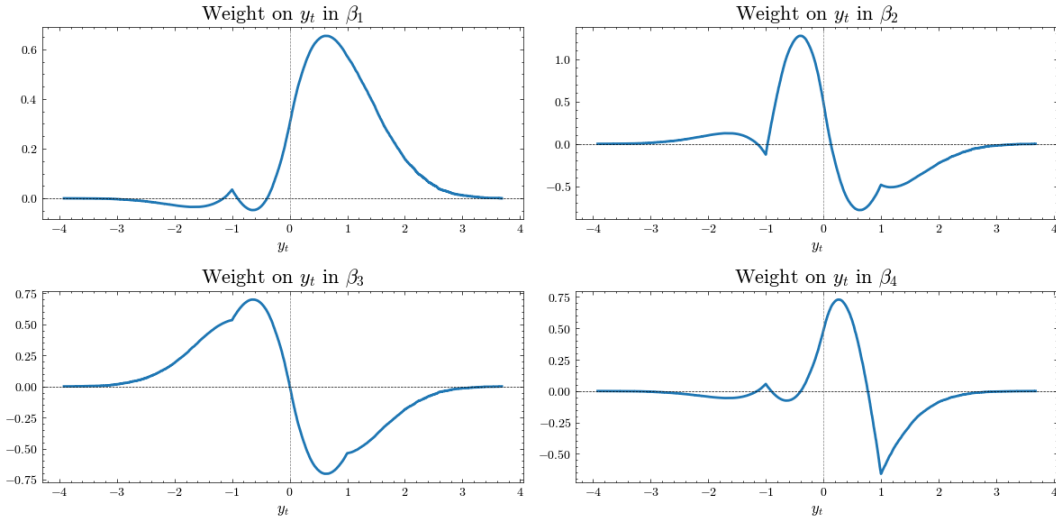 Weight on $y_t$ in $\beta_1$
0.6
0.4
0.2
0.0
−4 −3 −2 −1 0 1 2 3 4
$y_t$
Weight on $y_t$ in $\beta_2$
1.0
0.5
0.0
−0.5
−4 −3 −2 −1 0 1 2 3 4
$y_t$
Weight on $y_t$ in $\beta_3$
0.75
0.50
0.25
0.00
−0.25
−0.50
−0.75
−4 −3 −2 −1 0 1 2 3 4
$y_t$
Weight on $y_t$ in $\beta_4$
0.75
0.50
0.25
0.00
−0.25
−0.50
−4 −3 −2 −1 0 1 2 3 4
$y_t$